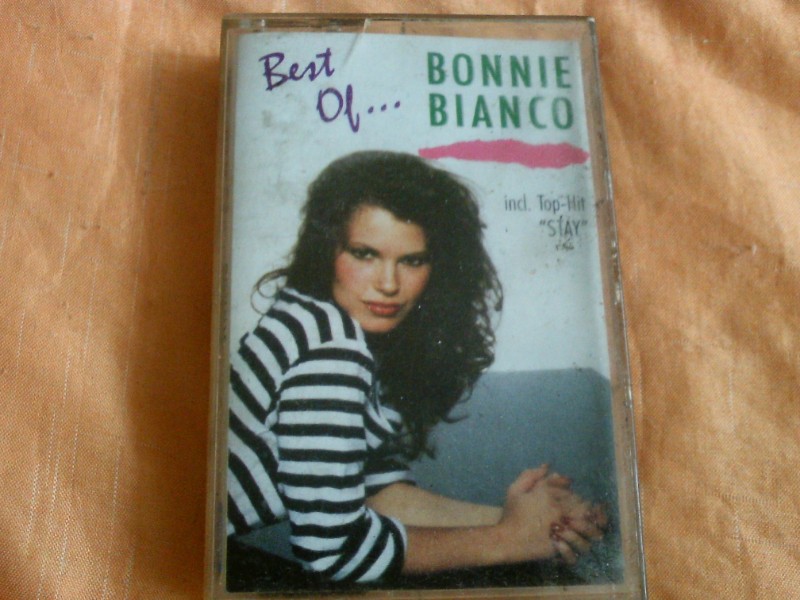 Best
Of...
BONNIE
BIANCO
incl. Top-Hit
"STAY"